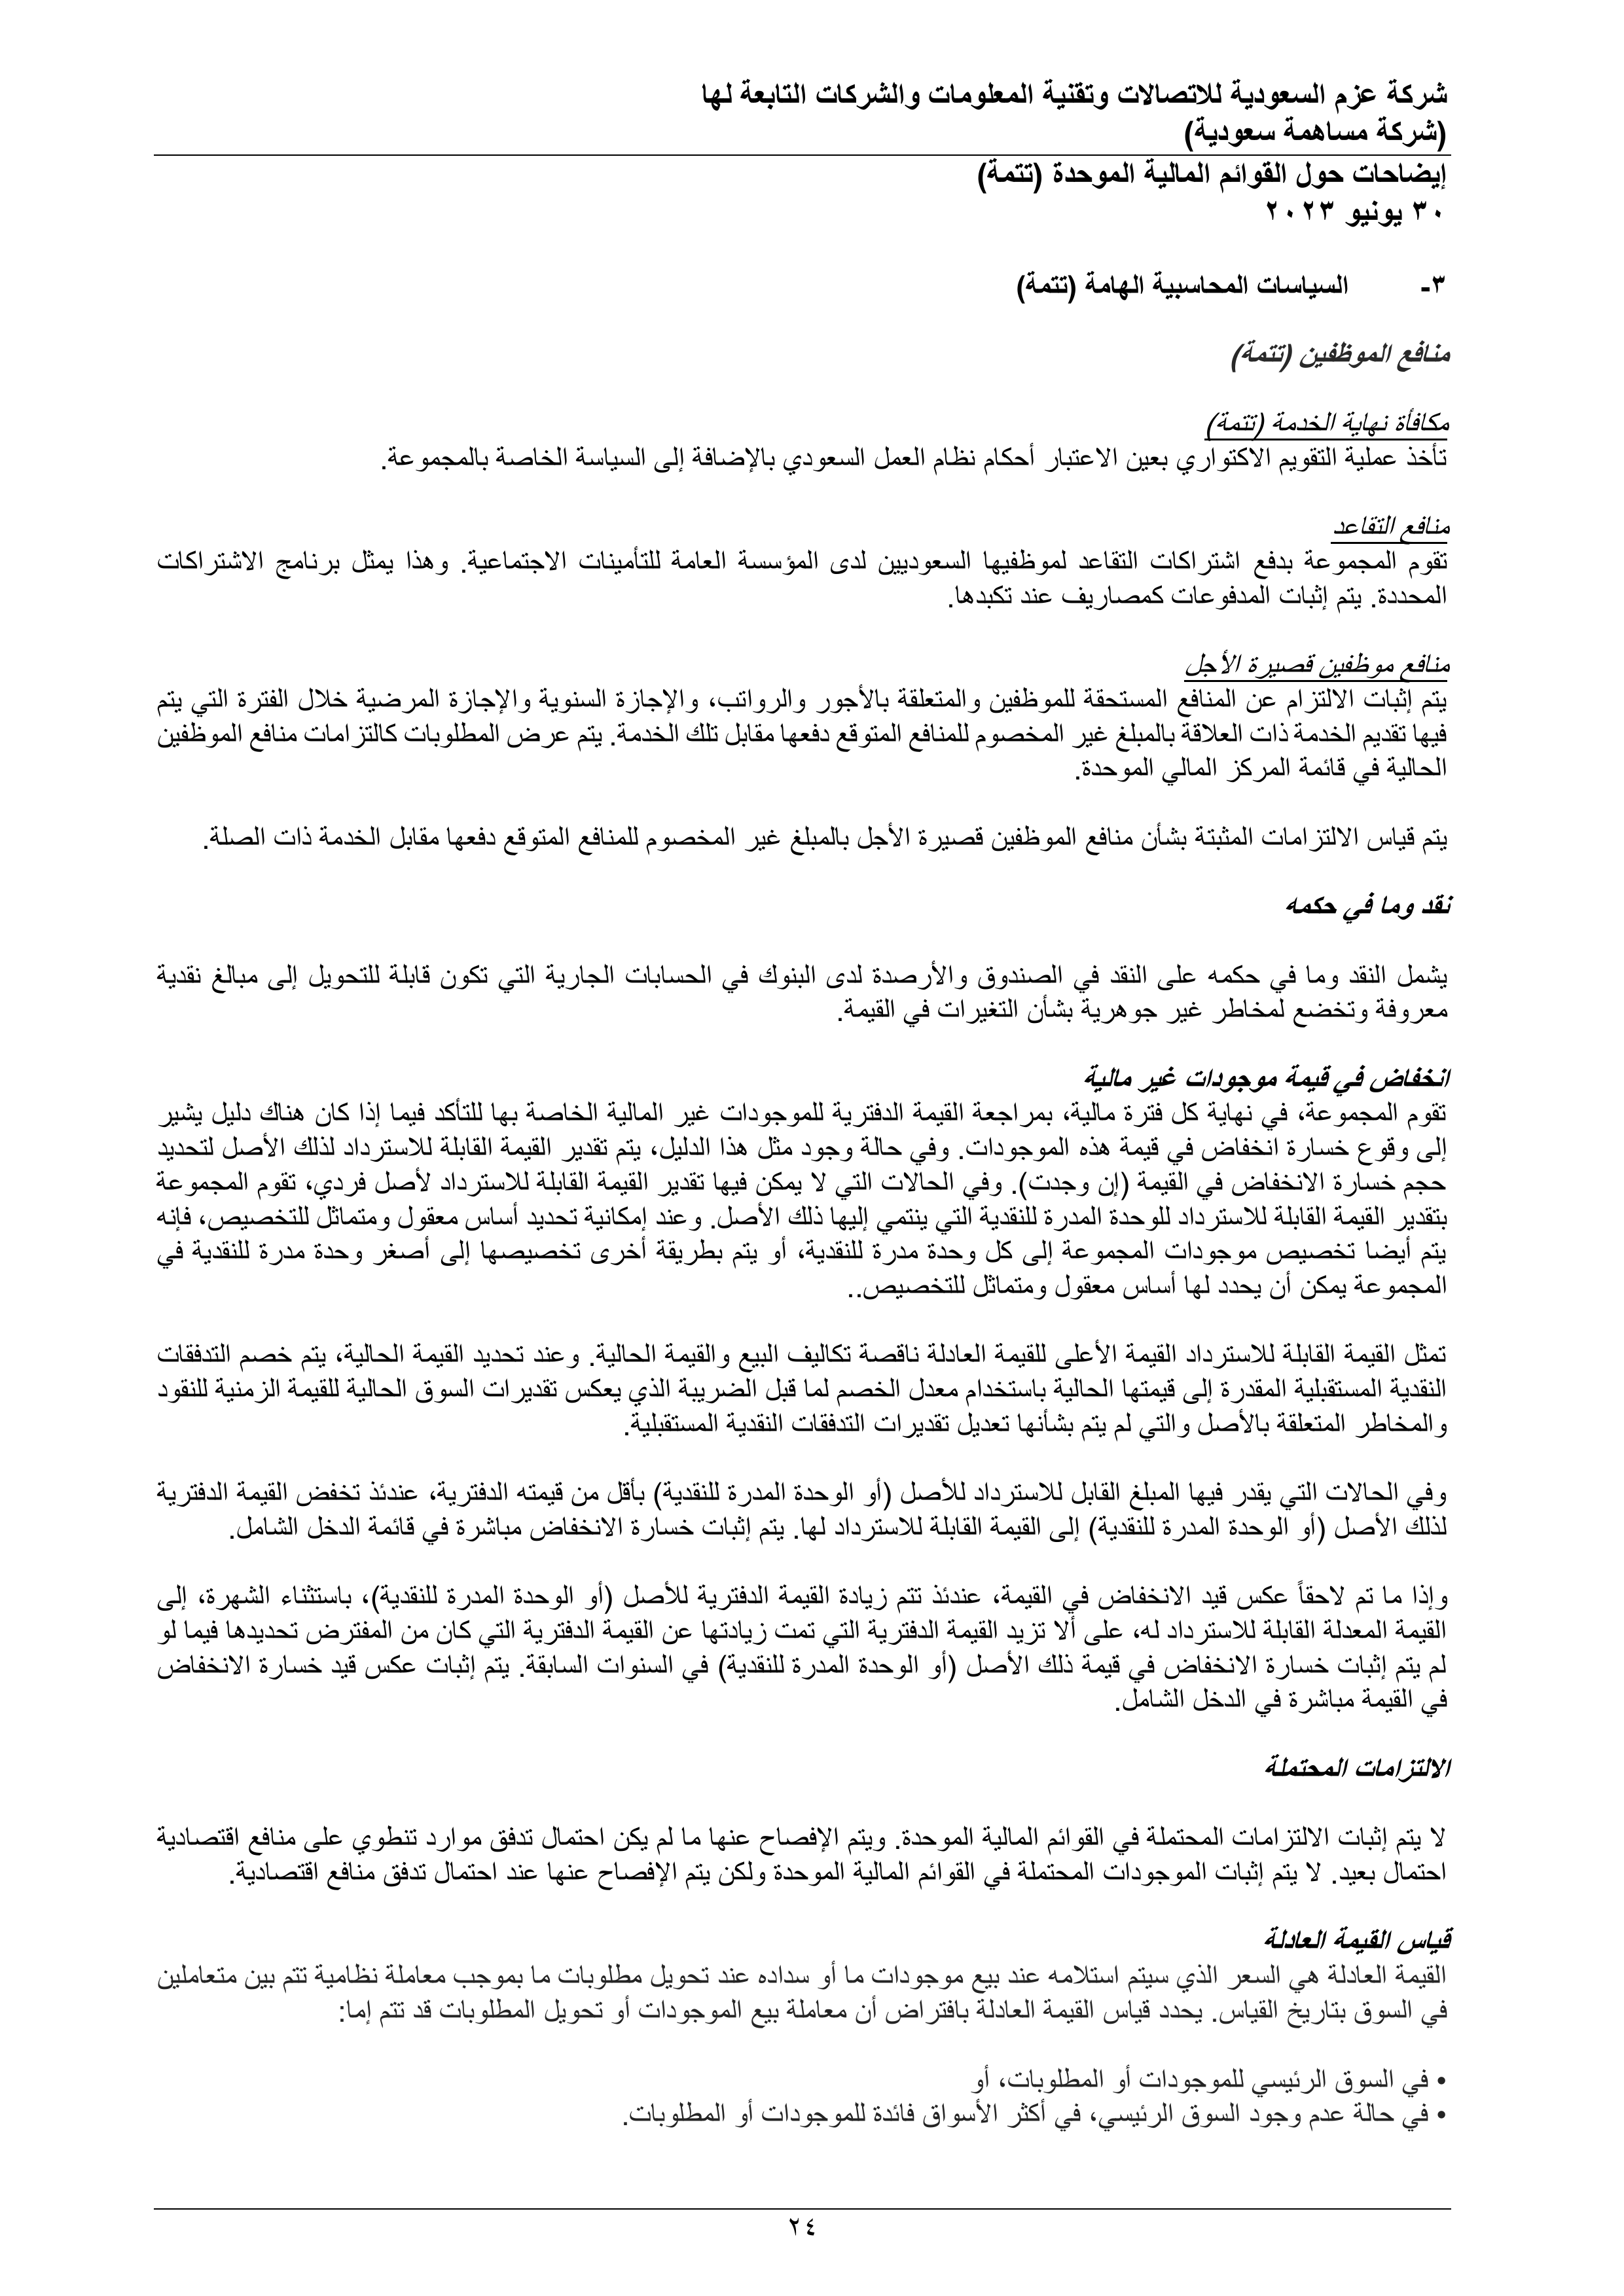 شركة عزم السعودية للاتصالات وتقنية المعلومات والشركات التابعة لها
(شركة مساهمة سعودية)
إيضاحات حول القوائم المالية الموحدة (تتمة)
٣٠ يونيو ٢٠٢٣
٣- السياسات المحاسبية الهامة (تتمة)
منافع الموظفين (تتمة)
مكافأة نهاية الخدمة (تتمة)
تأخذ عملية التقويم الاكتواري بعين الاعتبار أحكام نظام العمل السعودي بالإضافة إلى السياسة الخاصة بالمجموعة.
منافع التقاعد
تقوم المجموعة بدفع اشتراكات التقاعد لموظفيها السعوديين لدى المؤسسة العامة للتأمينات الاجتماعية. وهذا يمثل برنامج الاشتراكات
المحددة. يتم إثبات المدفوعات كمصاريف عند تكبدها.
منافع موظفين قصيرة الأجل
يتم إثبات الالتزام عن المنافع المستحقة للموظفين والمتعلقة بالأجور والرواتب، والإجازة السنوية والإجازة المرضية خلال الفترة التي يتم
فيها تقديم الخدمة ذات العلاقة بالمبلغ غير المخصوم للمنافع المتوقع دفعها مقابل تلك الخدمة. يتم عرض المطلوبات كالتزامات منافع الموظفين
الحالية في قائمة المركز المالي الموحدة.
يتم قياس الالتزامات المثبتة بشأن منافع الموظفين قصيرة الأجل بالمبلغ غير المخصوم للمنافع المتوقع دفعها مقابل الخدمة ذات الصلة.
نقد وما في حكمه
يشمل النقد وما في حكمه على النقد في الصندوق والأرصدة لدى البنوك في الحسابات الجارية التي تكون قابلة للتحويل إلى مبالغ نقدية
معروفة وتخضع لمخاطر غير جوهرية بشأن التغيرات في القيمة.
انخفاض في قيمة موجودات غير مالية
تقوم المجموعة، في نهاية كل فترة مالية، بمراجعة القيمة الدفترية للموجودات غير المالية الخاصة بها للتأكد فيما إذا كان هناك دليل يشير
إلى وقوع خسارة انخفاض في قيمة هذه الموجودات. وفي حالة وجود مثل هذا الدليل، يتم تقدير القيمة القابلة للاسترداد لذلك الأصل لتحديد
حجم خسارة الانخفاض في القيمة (إن وجدت). وفي الحالات التي لا يمكن فيها تقدير القيمة القابلة للاسترداد لأصل فردي، تقوم المجموعة
بتقدير القيمة القابلة للاسترداد للوحدة المدرة للنقدية التي ينتمي إليها ذلك الأصل. وعند إمكانية تحديد أساس معقول ومتماثل للتخصيص، فإنه
يتم أيضا تخصيص موجودات المجموعة إلى كل وحدة مدرة للنقدية، أو يتم بطريقة أخرى تخصيصها إلى أصغر وحدة مدرة للنقدية في
المجموعة يمكن أن يحدد لها أساس معقول ومتماثل للتخصيص..
تمثل القيمة القابلة للاسترداد القيمة الأعلى للقيمة العادلة ناقصة تكاليف البيع والقيمة الحالية. وعند تحديد القيمة الحالية، يتم خصم التدفقات
النقدية المستقبلية المقدرة إلى قيمتها الحالية باستخدام معدل الخصم لما قبل الضريبة الذي يعكس تقديرات السوق الحالية للقيمة الزمنية للنقود
والمخاطر المتعلقة بالأصل والتي لم يتم بشأنها تعديل تقديرات التدفقات النقدية المستقبلية.
وفي الحالات التي يقدر فيها المبلغ القابل للاسترداد للأصل (أو الوحدة المدرة للنقدية) بأقل من قيمته الدفترية، عندئذ تخفض القيمة الدفترية
لذلك الأصل (أو الوحدة المدرة للنقدية) إلى القيمة القابلة للاسترداد لها. يتم إثبات خسارة الانخفاض مباشرة في قائمة الدخل الشامل.
وإذا ما تم لاحقاً عكس قيد الانخفاض في القيمة، عندئذ تتم زيادة القيمة الدفترية للأصل (أو الوحدة المدرة للنقدية)، باستثناء الشهرة، إلى
القيمة المعدلة القابلة للاسترداد له، على ألا تزيد القيمة الدفترية التي تمت زيادتها عن القيمة الدفترية التي كان من المفترض تحديدها فيما لو
لم يتم إثبات خسارة الانخفاض في قيمة ذلك الأصل (أو الوحدة المدرة للنقدية) في السنوات السابقة. يتم إثبات عكس قيد خسارة الانخفاض
في القيمة مباشرة في الدخل الشامل.
الالتزامات المحتملة
لا يتم إثبات الالتزامات المحتملة في القوائم المالية الموحدة. ويتم الإفصاح عنها ما لم يكن احتمال تدفق موارد تنطوي على منافع اقتصادية
احتمال بعيد. لا يتم إثبات الموجودات المحتملة في القوائم المالية الموحدة ولكن يتم الإفصاح عنها عند احتمال تدفق منافع اقتصادية.
قياس القيمة العادلة
القيمة العادلة هي السعر الذي سيتم استلامه عند بيع موجودات ما أو سداده عند تحويل مطلوبات ما بموجب معاملة نظامية تتم بين متعاملين
في السوق بتاريخ القياس. يحدد قياس القيمة العادلة بافتراض أن معاملة بيع الموجودات أو تحويل المطلوبات قد تتم إما:
• في السوق الرئيسي للموجودات أو المطلوبات، أو
• في حالة عدم وجود السوق الرئيسي، في أكثر الأسواق فائدة للموجودات أو المطلوبات.
٢٤